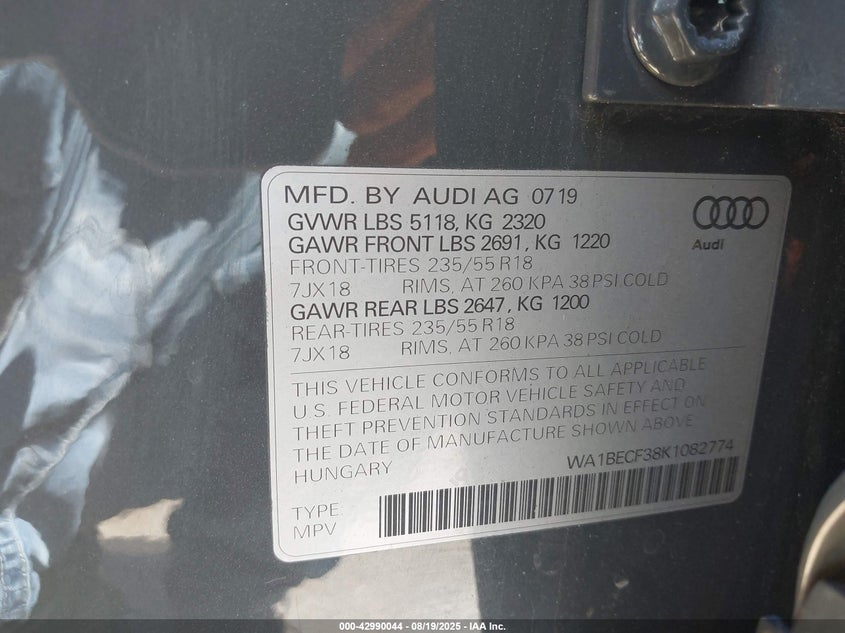 MFD. BY AUDI AG 07 19
GVWR LBS 5118, KG 2320
GAWR FRONT LBS 2691, KG 1220
FRONT-TIRES 235/55 R18
7JX18 RIMS, AT 260 KPA 38 PSI COLD
GAWR REAR LBS 2647, KG 1200
REAR-TIRES 235/55 R18
7JX18 RIMS, AT 260 KPA 38 PSI COLD
Audi
THIS VEHICLE CONFORMS TO ALL APPLICABLE
U.S. FEDERAL MOTOR VEHICLE SAFETY AND
THEFT PREVENTION STANDARDS IN EFFECT ON
THE DATE OF MANUFACTURE SHOWN ABOVE
HUNGARY WA1BECF38K1082774
TYPE:
MPV
000-42990044 - 08/19/2025 - IAA Inc.